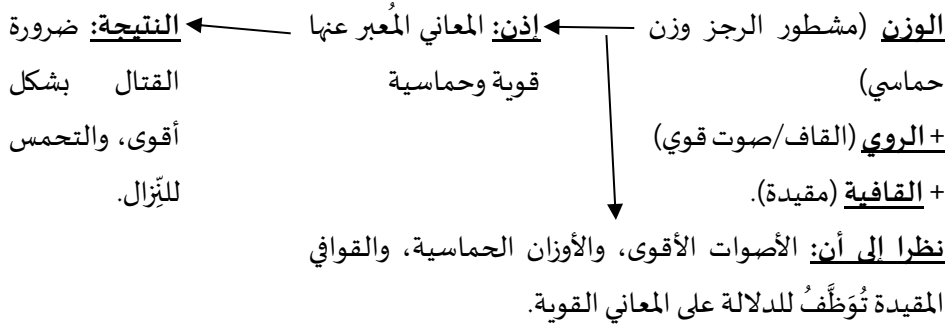 الوزن (مشطور الرجز وزن حماسي)
+ الروي (القاف/صوت قوي)
+ القافية (مقيدة).
إذن: المعاني المُعبر عنها
قوية وحماسية
النتيجة: ضرورة
القتال بشكل
أقوى، والتحمس
للنِّزال.
نظرا إلى أن: الأصوات الأقوى، والأوزان الحماسية، والقوافي
المقيدة تُوَظَّفُ للدلالة على المعاني القوية.